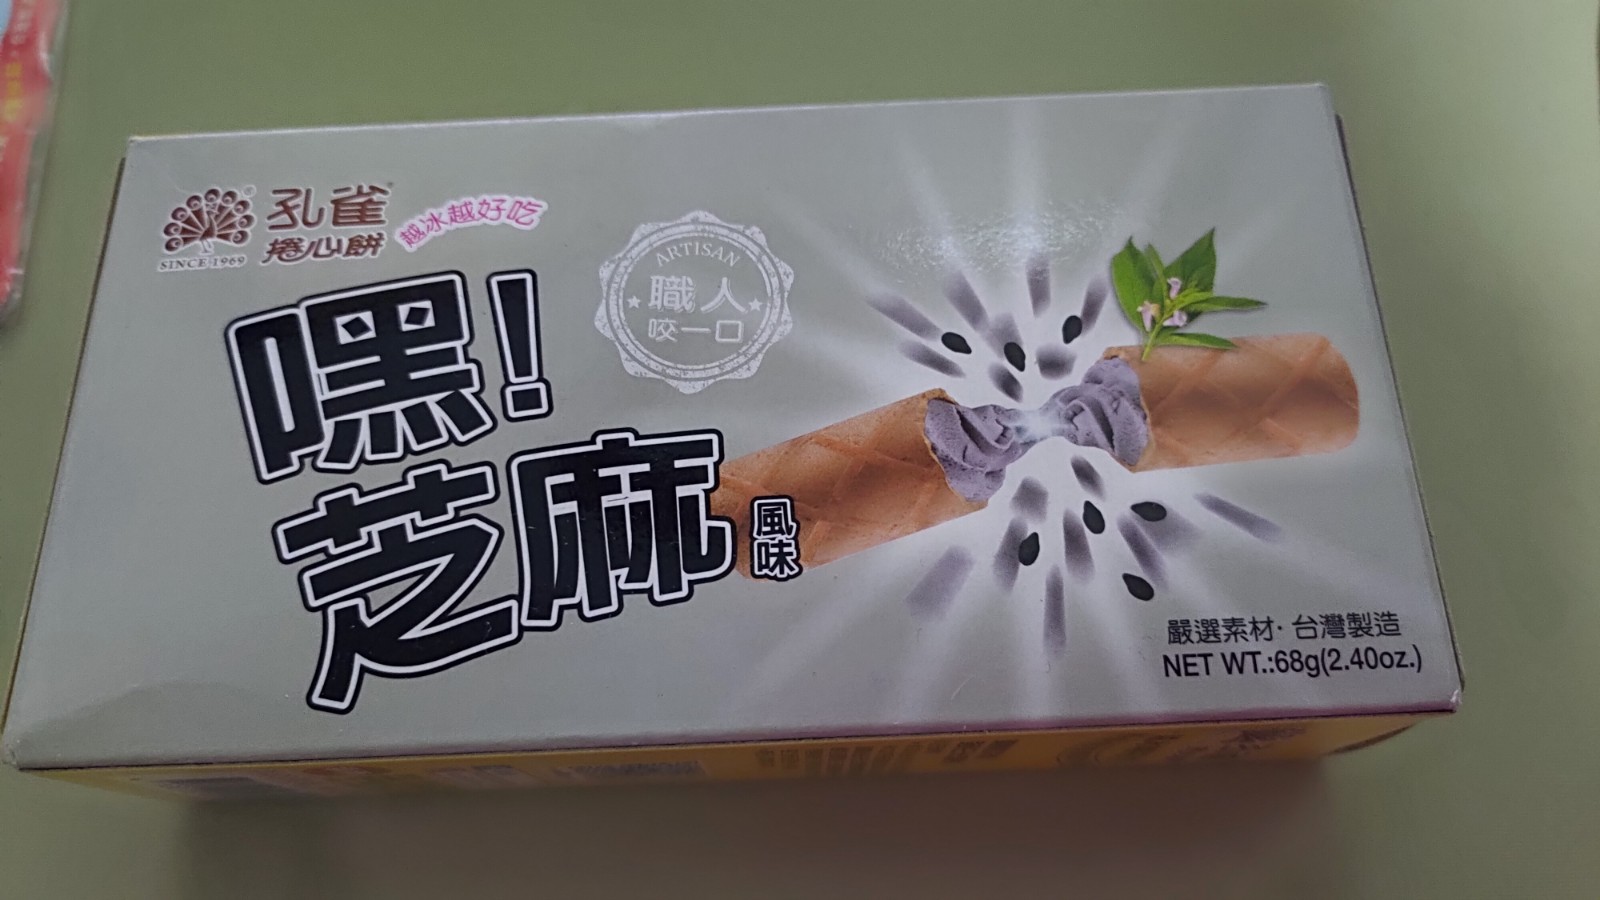 孔雀
捲心餅
SINCE 1969
越冰越好吃
ARTISAN
職人
咬一口
嘿!
芝麻
風味
嚴選素材·台灣製造
NET WT.:68g(2.40oz.)